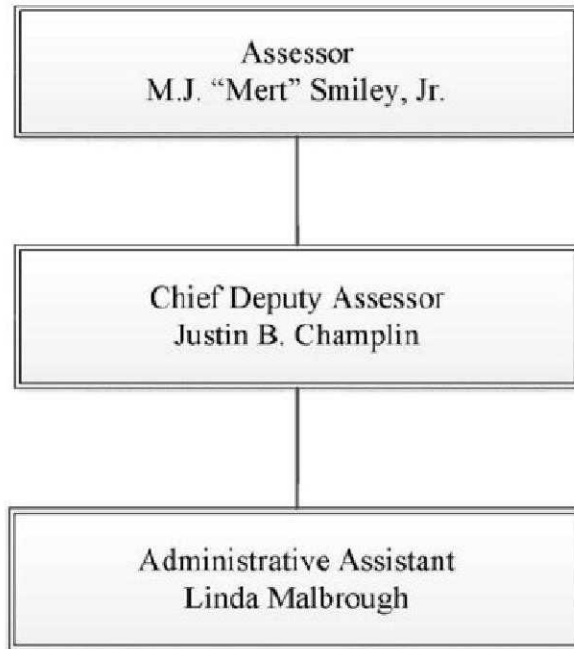 Assessor
M.J. “Mert” Smiley, Jr.
Chief Deputy Assessor
Justin B. Champlin
Administrative Assistant
Linda Malbrough